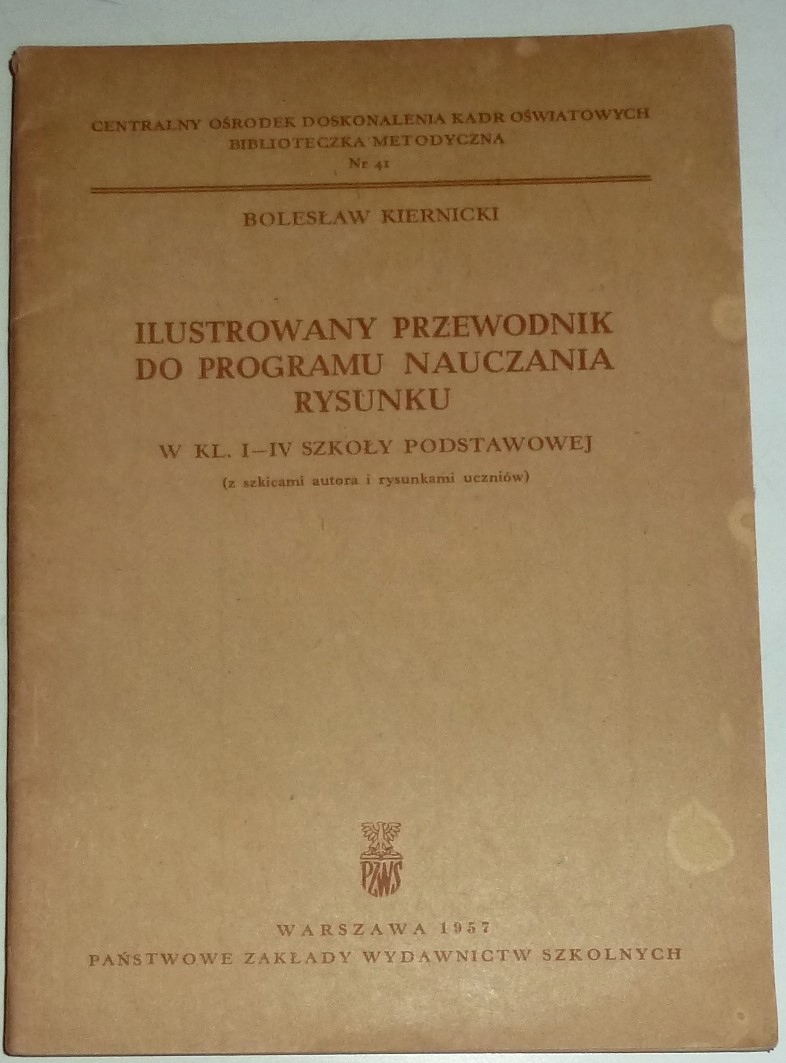 CENTRALNY OŚRODEK DOSKONALENIA KADR OŚWIATOWYCH
BIBLIOTECZKA METODYCZNA
Nr 41
BOLESŁAW KIERNICKI
ILUSTROWANY PRZEWODNIK
DO PROGRAMU NAUCZANIA
RYSUNKU
W KL. I–IV SZKOŁY PODSTAWOWEJ
(z szkicami autora i rysunkami uczniów)
PZWS
WARSZAWA 1957
PAŃSTWOWE ZAKŁADY WYDAWNICTW SZKOLNYCH